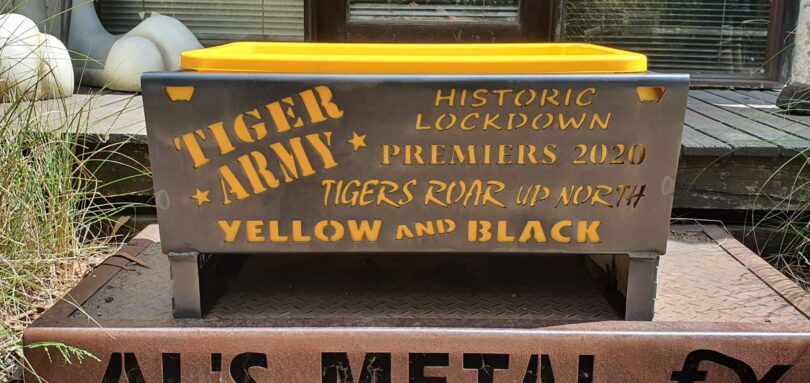 TIGER
ARMY
HISTORIC
LOCKDOWN
PREMIERS 2020
TIGERS ROAR UP NORTH
YELLOW AND BLACK
AL'S METAL